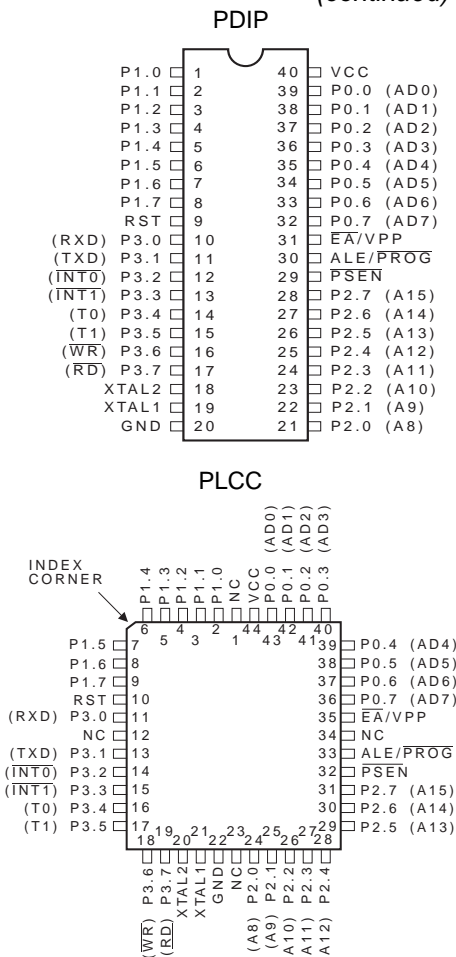 (continued)
PDIP
P1.0 1 40 VCC
P1.1 2 39 P0.0 (AD0)
P1.2 3 38 P0.1 (AD1)
P1.3 4 37 P0.2 (AD2)
P1.4 5 36 P0.3 (AD3)
P1.5 6 35 P0.4 (AD4)
P1.6 7 34 P0.5 (AD5)
P1.7 8 33 P0.6 (AD6)
RST 9 32 P0.7 (AD7)
(RXD) P3.0 10 31 EA/VPP
(TXD) P3.1 11 30 ALE/PROG
(INT0) P3.2 12 29 PSEN
(INT1) P3.3 13 28 P2.7 (A15)
(T0) P3.4 14 27 P2.6 (A14)
(T1) P3.5 15 26 P2.5 (A13)
(WR) P3.6 16 25 P2.4 (A12)
(RD) P3.7 17 24 P2.3 (A11)
XTAL2 18 23 P2.2 (A10)
XTAL1 19 22 P2.1 (A9)
GND 20 21 P2.0 (A8)
PLCC
INDEX
CORNER
P1.4
P1.3
P1.2
P1.1
P1.0
NC
VCC
P0.0 (AD0)
P0.1 (AD1)
P0.2 (AD2)
P0.3 (AD3)
6 5 4 3 2 1 44 43 42 41 40
P1.5 7 39 P0.4 (AD4)
P1.6 8 38 P0.5 (AD5)
P1.7 9 37 P0.6 (AD6)
RST 10 36 P0.7 (AD7)
(RXD) P3.0 11 35 EA/VPP
NC 12 34 NC
(TXD) P3.1 13 33 ALE/PROG
(INT0) P3.2 14 32 PSEN
(INT1) P3.3 15 31 P2.7 (A15)
(T0) P3.4 16 30 P2.6 (A14)
(T1) P3.5 17 29 P2.5 (A13)
18 19 20 21 22 23 24 25 26 27 28
(WR) P3.6
(RD) P3.7
XTAL2
XTAL1
GND
NC
(A8) P2.0
(A9) P2.1
A10) P2.2
A11) P2.3
A12) P2.4